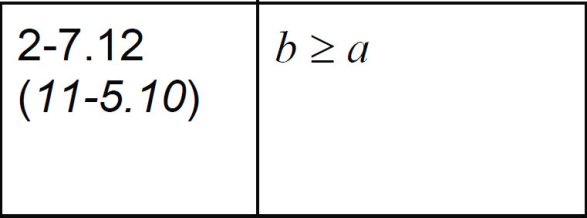 2-7.12
(11-5.10)
b ≥ a